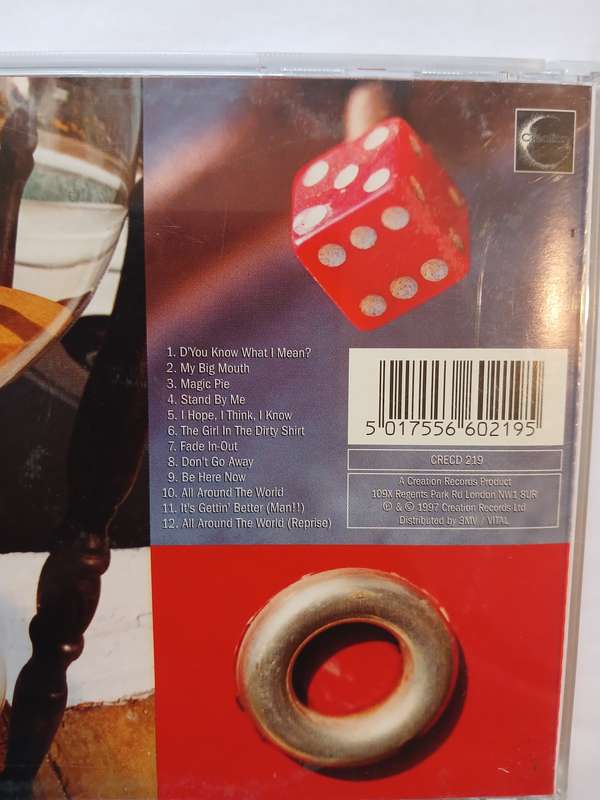 Creation
1. D'You Know What I Mean?
2. My Big Mouth
3. Magic Pie
4. Stand By Me
5. I Hope, I Think, I Know
6. The Girl In The Dirty Shirt
7. Fade In-Out
8. Don't Go Away
9. Be Here Now
10. All Around The World
11. It's Gettin' Better (Man!!)
12. All Around The World (Reprise)
5 017556 602195
CRECD 219
A Creation Records Product
109X Regents Park Rd London NW1 8UR
℗ & © 1997 Creation Records Ltd
Distributed by 3MV / VITAL